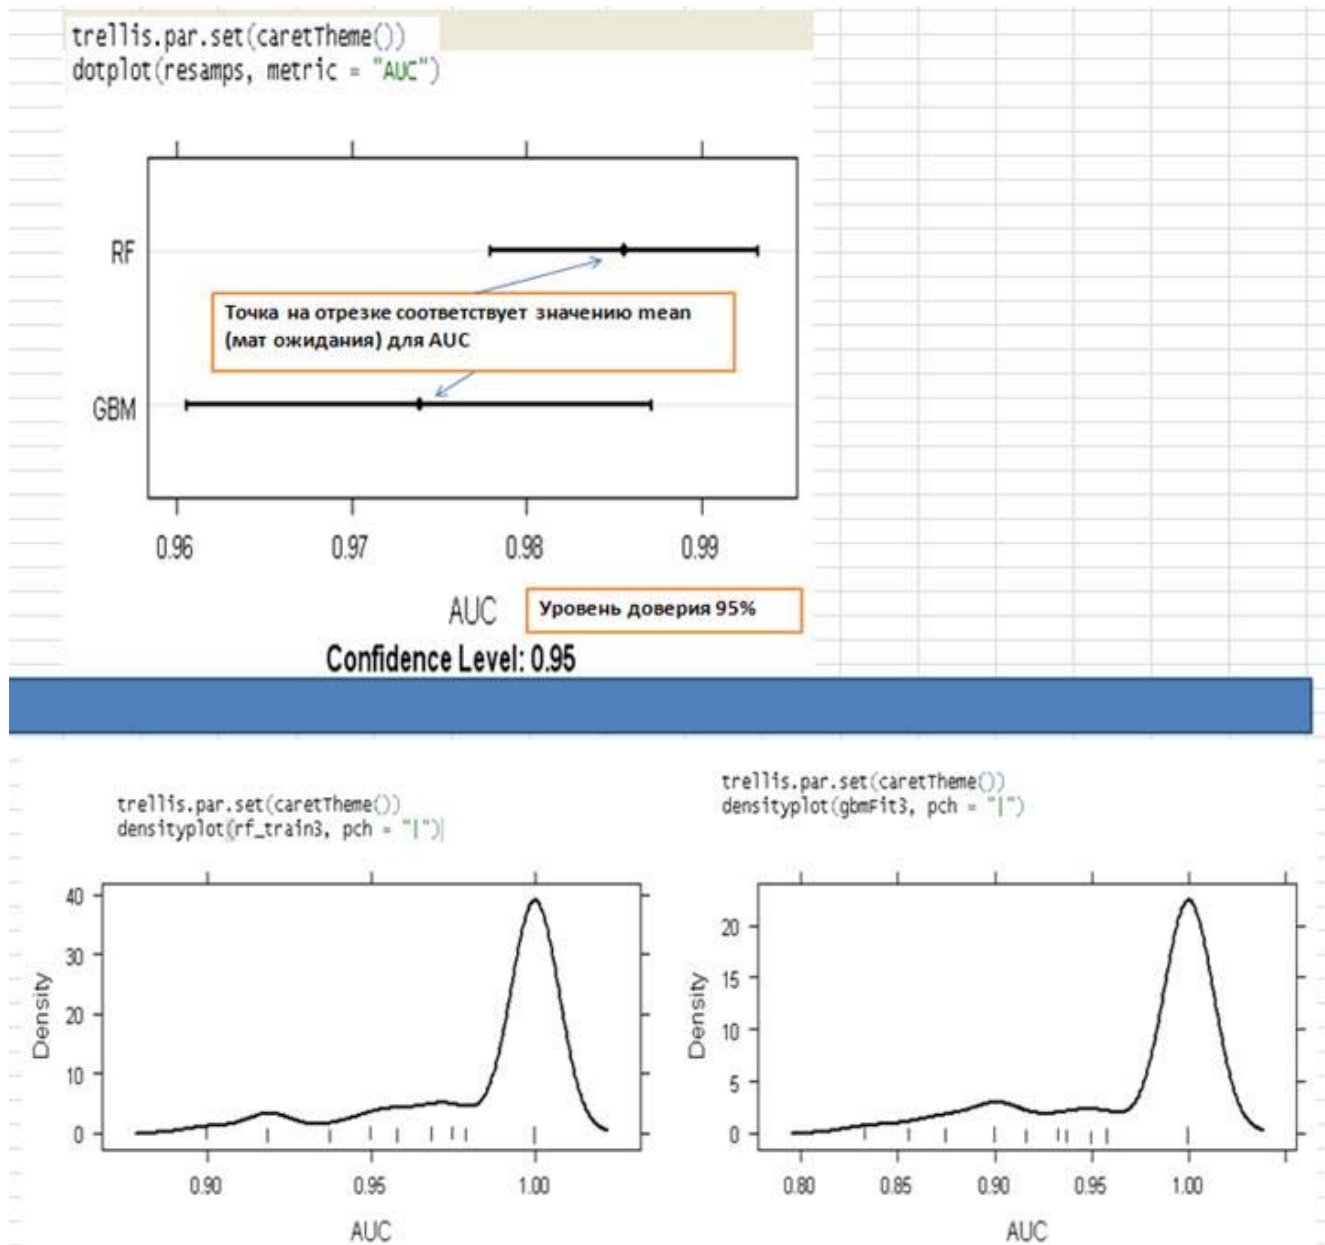 trellis.par.set(caretTheme())
dotplot(resamps, metric = "AUC")
RF
Точка на отрезке соответствует значению mean
(мат ожидания) для AUC
GBM
0.96 0.97 0.98 0.99
AUC
Уровень доверия 95%
Confidence Level: 0.95
trellis.par.set(caretTheme())
densityplot(rf_train3, pch = "|")
40
30
20
10
0
Density
0.90 0.95 1.00
AUC
trellis.par.set(caretTheme())
densityplot(gbmFit3, pch = "|")
20
15
10
5
0
Density
0.80 0.85 0.90 0.95 1.00
AUC